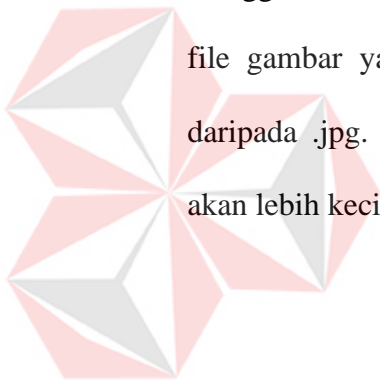 file gambar ya
daripada .jpg.
akan lebih keci